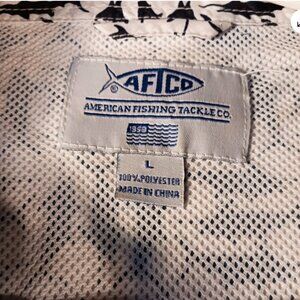 AFTCO
AMERICAN FISHING TACKLE CO.
1958
L
100% POLYESTER
MADE IN CHINA